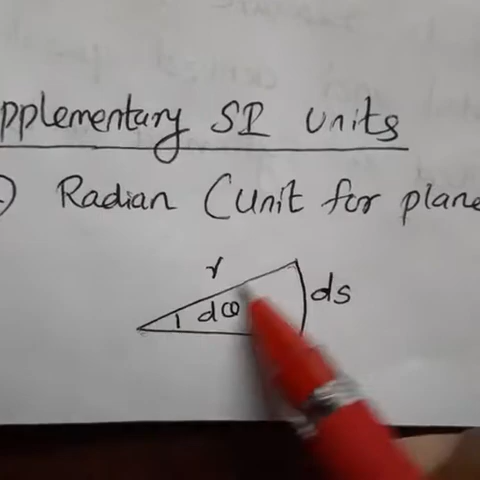 pplementary SI units
Radian (unit for plane
r
dθ
ds